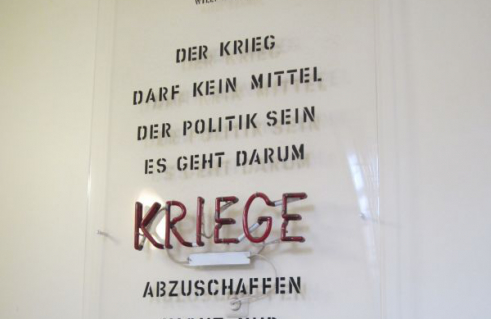 DER KRIEG
DARF KEIN MITTEL
DER POLITIK SEIN
ES GEHT DARUM
KRIEGE
ABZUSCHAFFEN